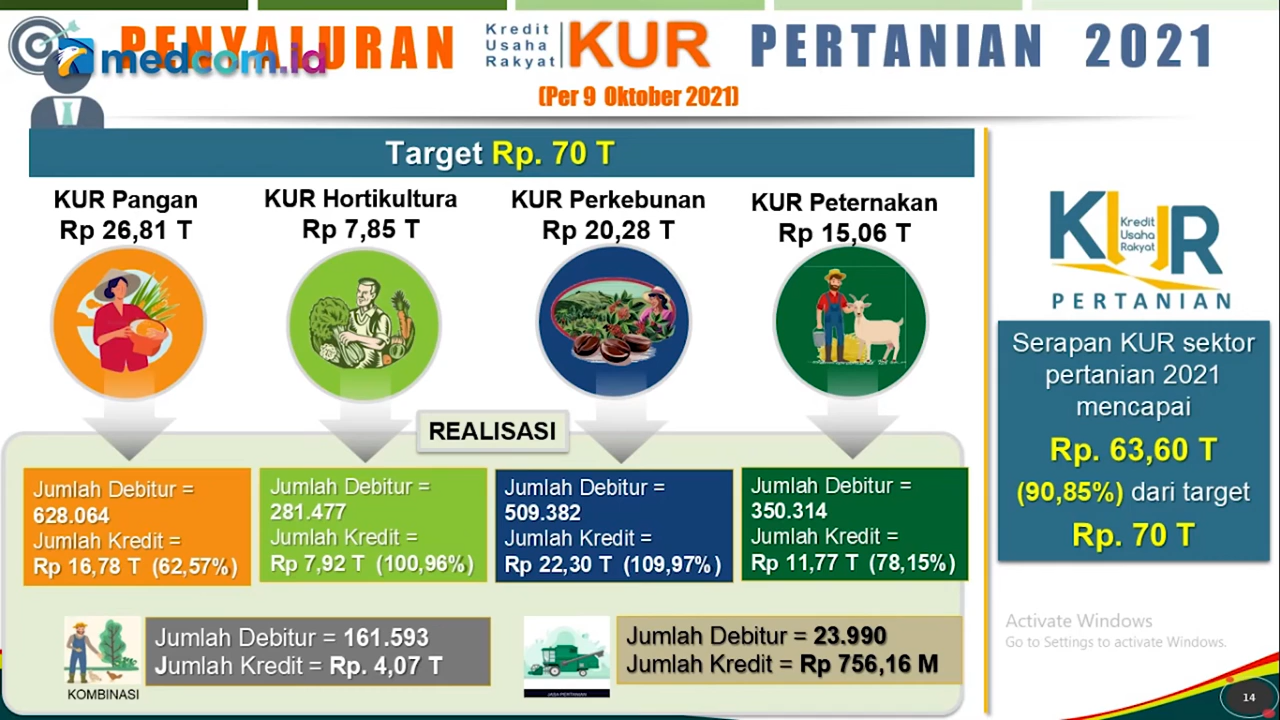 PENYALURAN Kredit Usaha Rakyat KUR PERTANIAN 2021
medcom.id
(Per 9 Oktober 2021)
Target Rp. 70 T
KUR Pangan
Rp 26,81 T
KUR Hortikultura
Rp 7,85 T
KUR Perkebunan
Rp 20,28 T
KUR Peternakan
Rp 15,06 T
REALISASI
Jumlah Debitur =
628.064
Jumlah Kredit =
Rp 16,78 T (62,57%)
Jumlah Debitur =
281.477
Jumlah Kredit =
Rp 7,92 T (100,96%)
Jumlah Debitur =
509.382
Jumlah Kredit =
Rp 22,30 T (109,97%)
Jumlah Debitur =
350.314
Jumlah Kredit =
Rp 11,77 T (78,15%)
KOMBINASI
Jumlah Debitur = 161.593
Jumlah Kredit = Rp. 4,07 T
JASA PERTANIAN
Jumlah Debitur = 23.990
Jumlah Kredit = Rp 756,16 M
KUR Kredit Usaha Rakyat
PERTANIAN
Serapan KUR sektor
pertanian 2021
mencapai
Rp. 63,60 T
(90,85%) dari target
Rp. 70 T
Activate Windows
Go to Settings to activate Windows.
14